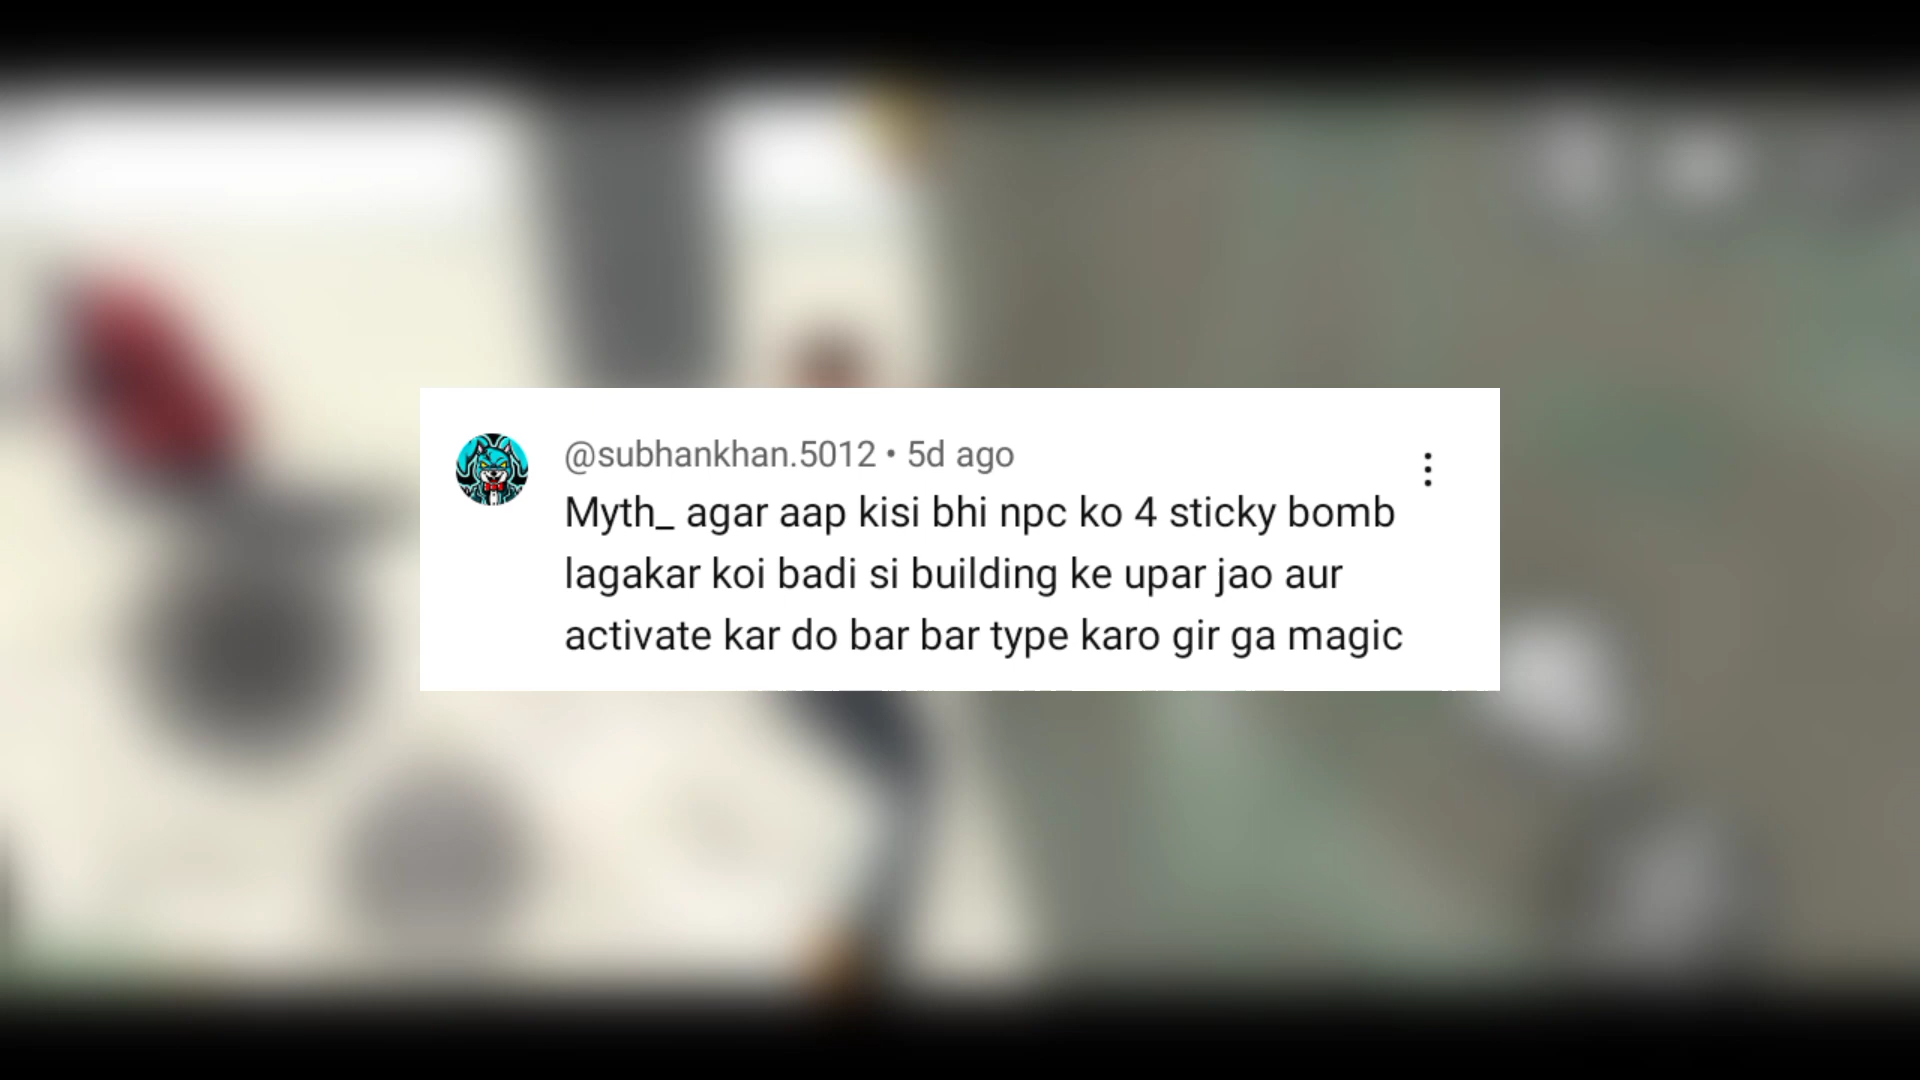 @subhankhan.5012 • 5d ago
Myth_ agar aap kisi bhi npc ko 4 sticky bomb
lagakar koi badi si building ke upar jao aur
activate kar do bar bar type karo gir ga magic